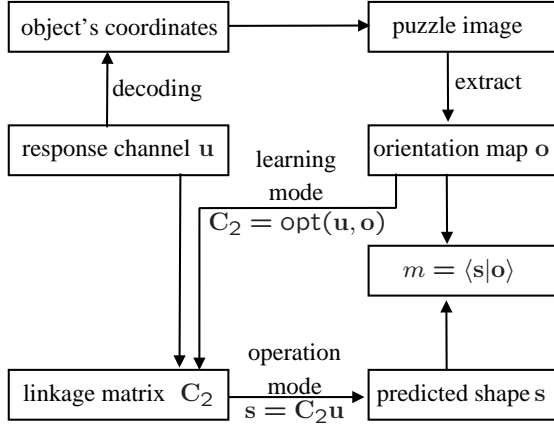 object's coordinates
puzzle image
decoding
extract
response channel u
learning
mode
C₂ = opt(u, o)
orientation map o
m = ⟨s|o⟩
operation
mode
s = C₂u
linkage matrix C₂
predicted shape s